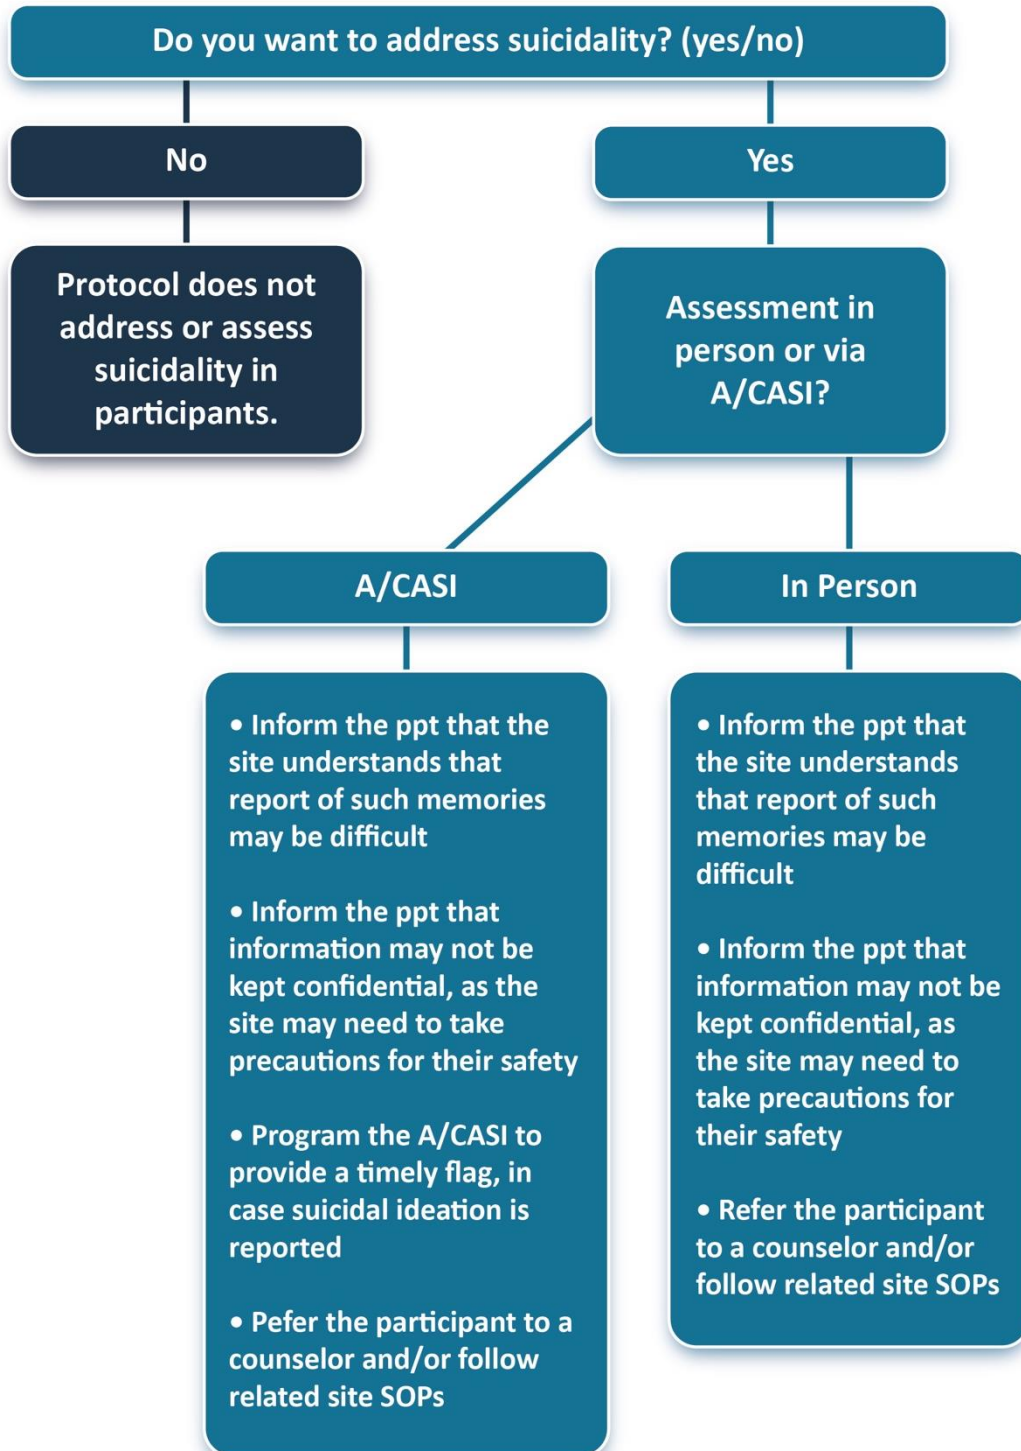 Do you want to address suicidality? (yes/no)
No
Yes
Protocol does not
address or assess
suicidality in
participants.
Assessment in
person or via
A/CASI?
A/CASI
In Person
• Inform the ppt that the
site understands that
report of such memories
may be difficult
• Inform the ppt that
information may not be
kept confidential, as the
site may need to take
precautions for their safety
• Program the A/CASI to
provide a timely flag, in
case suicidal ideation is
reported
• Pefer the participant to a
counselor and/or follow
related site SOPs
• Inform the ppt that
the site understands
that report of such
memories may be
difficult
• Inform the ppt that
information may not be
kept confidential, as
the site may need to
take precautions for
their safety
• Refer the participant
to a counselor and/or
follow related site SOPs